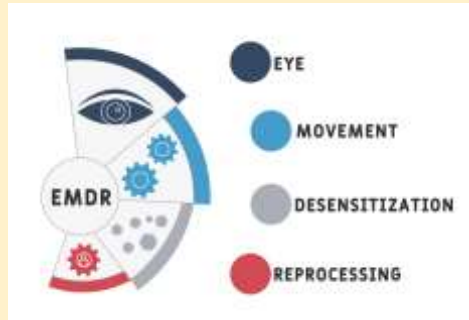 EMDR
EYE
MOVEMENT
DESENSITIZATION
REPROCESSING